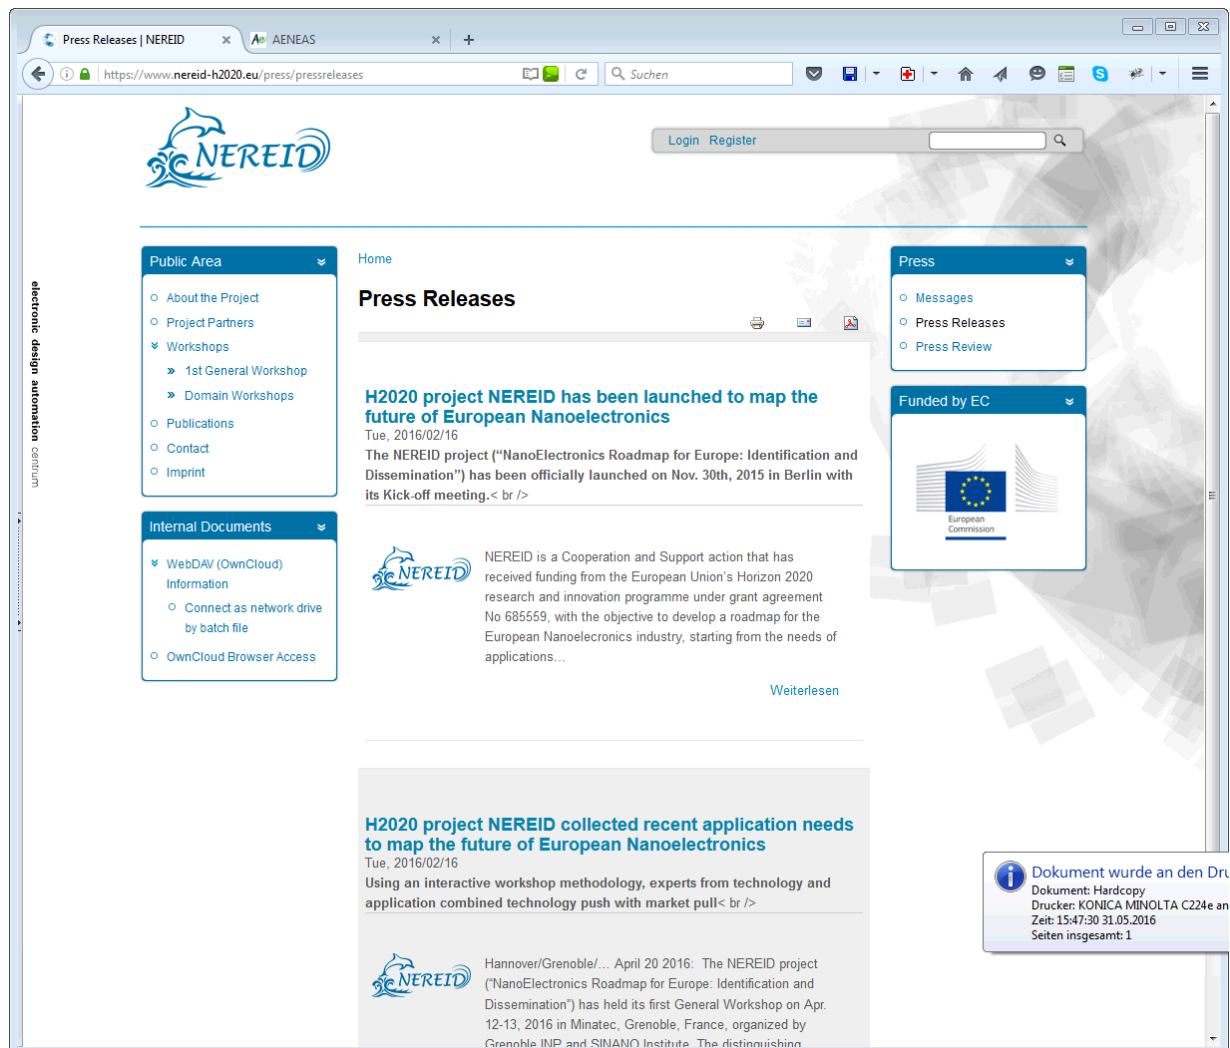 Press Releases | NEREID
AENEAS
https://www.nereid-h2020.eu/press/pressreleases
Suchen
NEREID
Login Register
electronic design automation centrum
Public Area
About the Project
Project Partners
Workshops
1st General Workshop
Domain Workshops
Publications
Contact
Imprint
Internal Documents
WebDAV (OwnCloud)
Information
Connect as network drive
by batch file
OwnCloud Browser Access
Home
Press Releases
H2020 project NEREID has been launched to map the
future of European Nanoelectronics
Tue, 2016/02/16
The NEREID project (“NanoElectronics Roadmap for Europe: Identification and
Dissemination”) has been officially launched on Nov. 30th, 2015 in Berlin with
its Kick-off meeting.< br />
NEREID
NEREID is a Cooperation and Support action that has
received funding from the European Union’s Horizon 2020
research and innovation programme under grant agreement
No 685559, with the objective to develop a roadmap for the
European Nanoelecronics industry, starting from the needs of
applications…
Weiterlesen
H2020 project NEREID collected recent application needs
to map the future of European Nanoelectronics
Tue, 2016/02/16
Using an interactive workshop methodology, experts from technology and
application combined technology push with market pull< br />
NEREID
Hannover/Grenoble/… April 20 2016: The NEREID project
(“NanoElectronics Roadmap for Europe: Identification and
Dissemination”) has held its first General Workshop on Apr.
12-13, 2016 in Minatec, Grenoble, France, organized by
Grenoble INP and SINANO Institute. The distinguishing
Press
Messages
Press Releases
Press Review
Funded by EC
European
Commission
Dokument wurde an den Dru
Dokument: Hardcopy
Drucker: KONICA MINOLTA C224e an
Zeit: 15:47:30 31.05.2016
Seiten insgesamt: 1